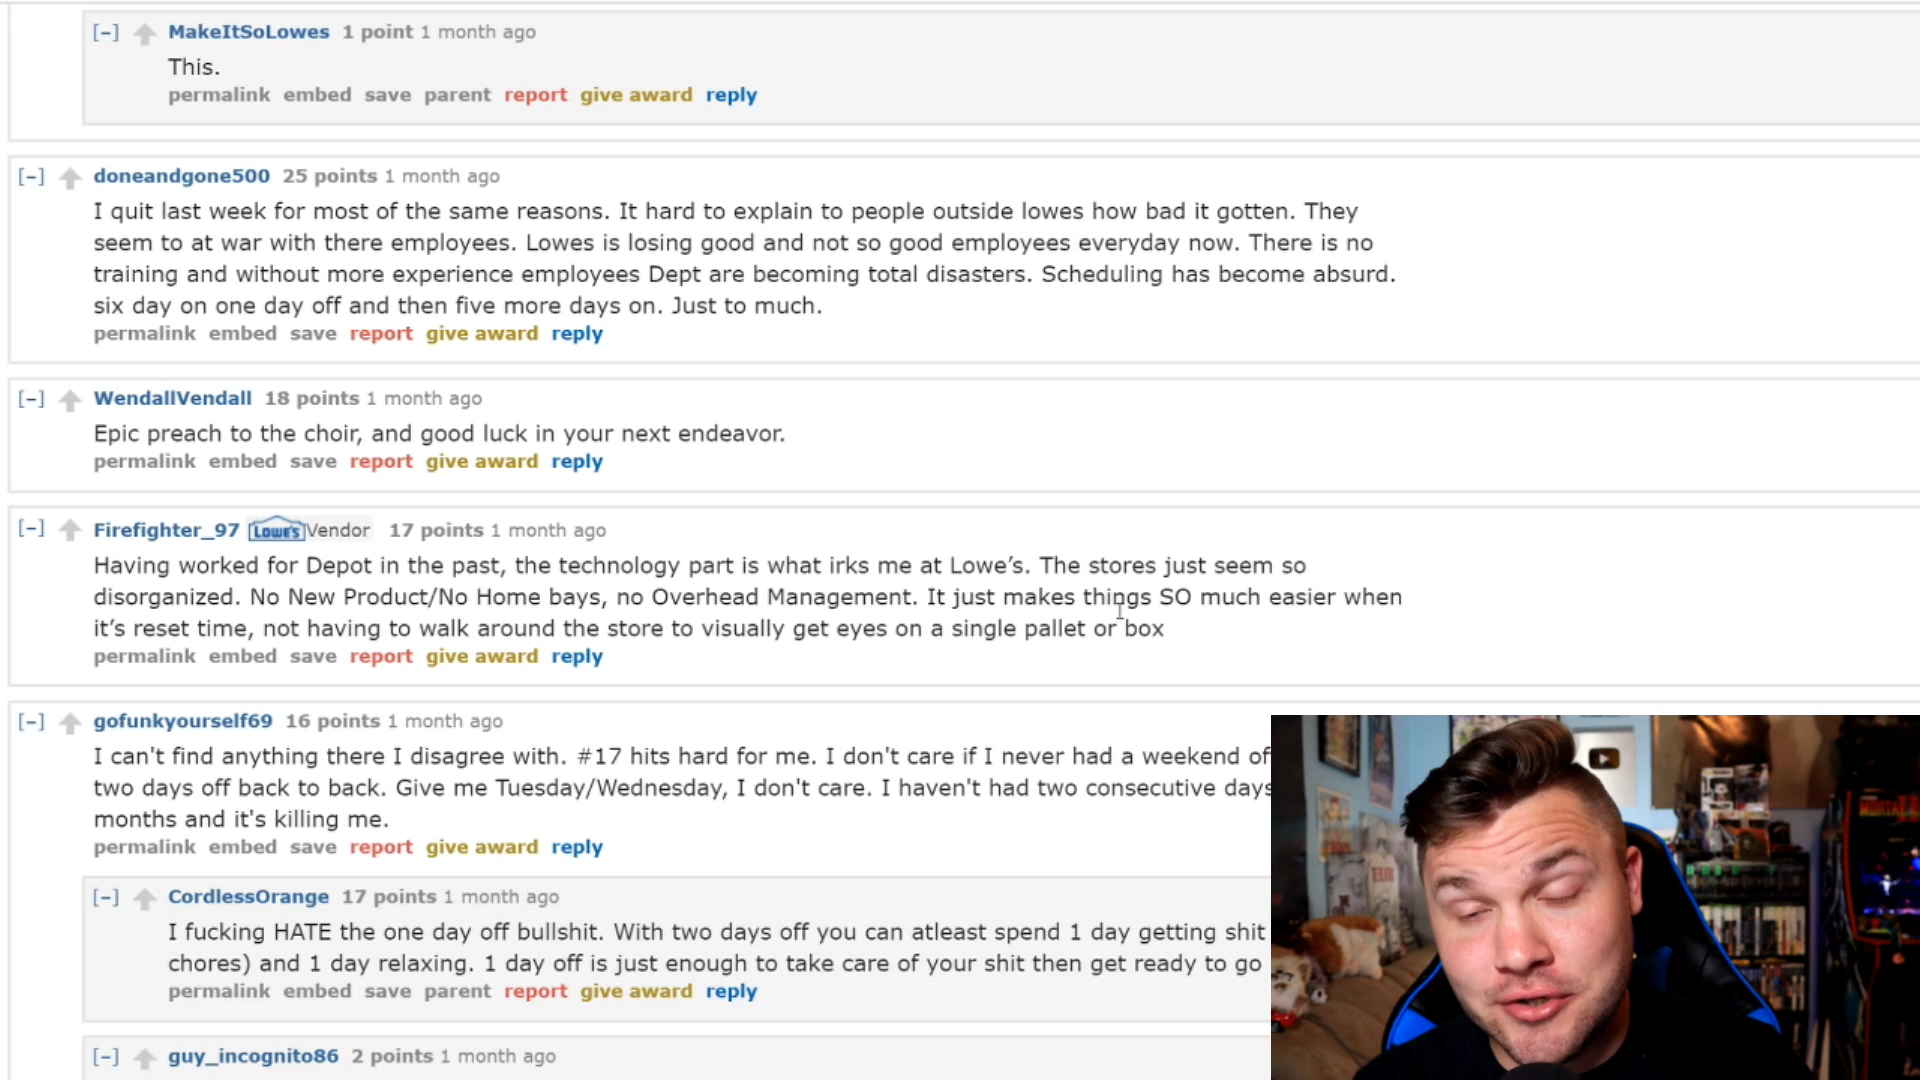 [-] MakeItSoLowes 1 point 1 month ago
This.
permalink embed save parent report give award reply
[-] doneandgone500 25 points 1 month ago
I quit last week for most of the same reasons. It hard to explain to people outside lowes how bad it gotten. They
seem to at war with there employees. Lowes is losing good and not so good employees everyday now. There is no
training and without more experience employees Dept are becoming total disasters. Scheduling has become absurd.
six day on one day off and then five more days on. Just to much.
permalink embed save report give award reply
[-] WendallVendall 18 points 1 month ago
Epic preach to the choir, and good luck in your next endeavor.
permalink embed save report give award reply
[-] Firefighter_97 LOWE'S Vendor 17 points 1 month ago
Having worked for Depot in the past, the technology part is what irks me at Lowe’s. The stores just seem so
disorganized. No New Product/No Home bays, no Overhead Management. It just makes things SO much easier when
it’s reset time, not having to walk around the store to visually get eyes on a single pallet or box
permalink embed save report give award reply
[-] gofunkyourself69 16 points 1 month ago
I can't find anything there I disagree with. #17 hits hard for me. I don't care if I never had a weekend of
two days off back to back. Give me Tuesday/Wednesday, I don't care. I haven't had two consecutive days
months and it's killing me.
permalink embed save report give award reply
[-] CordlessOrange 17 points 1 month ago
I fucking HATE the one day off bullshit. With two days off you can atleast spend 1 day getting shit
chores) and 1 day relaxing. 1 day off is just enough to take care of your shit then get ready to go
permalink embed save parent report give award reply
[-] guy_incognito86 2 points 1 month ago